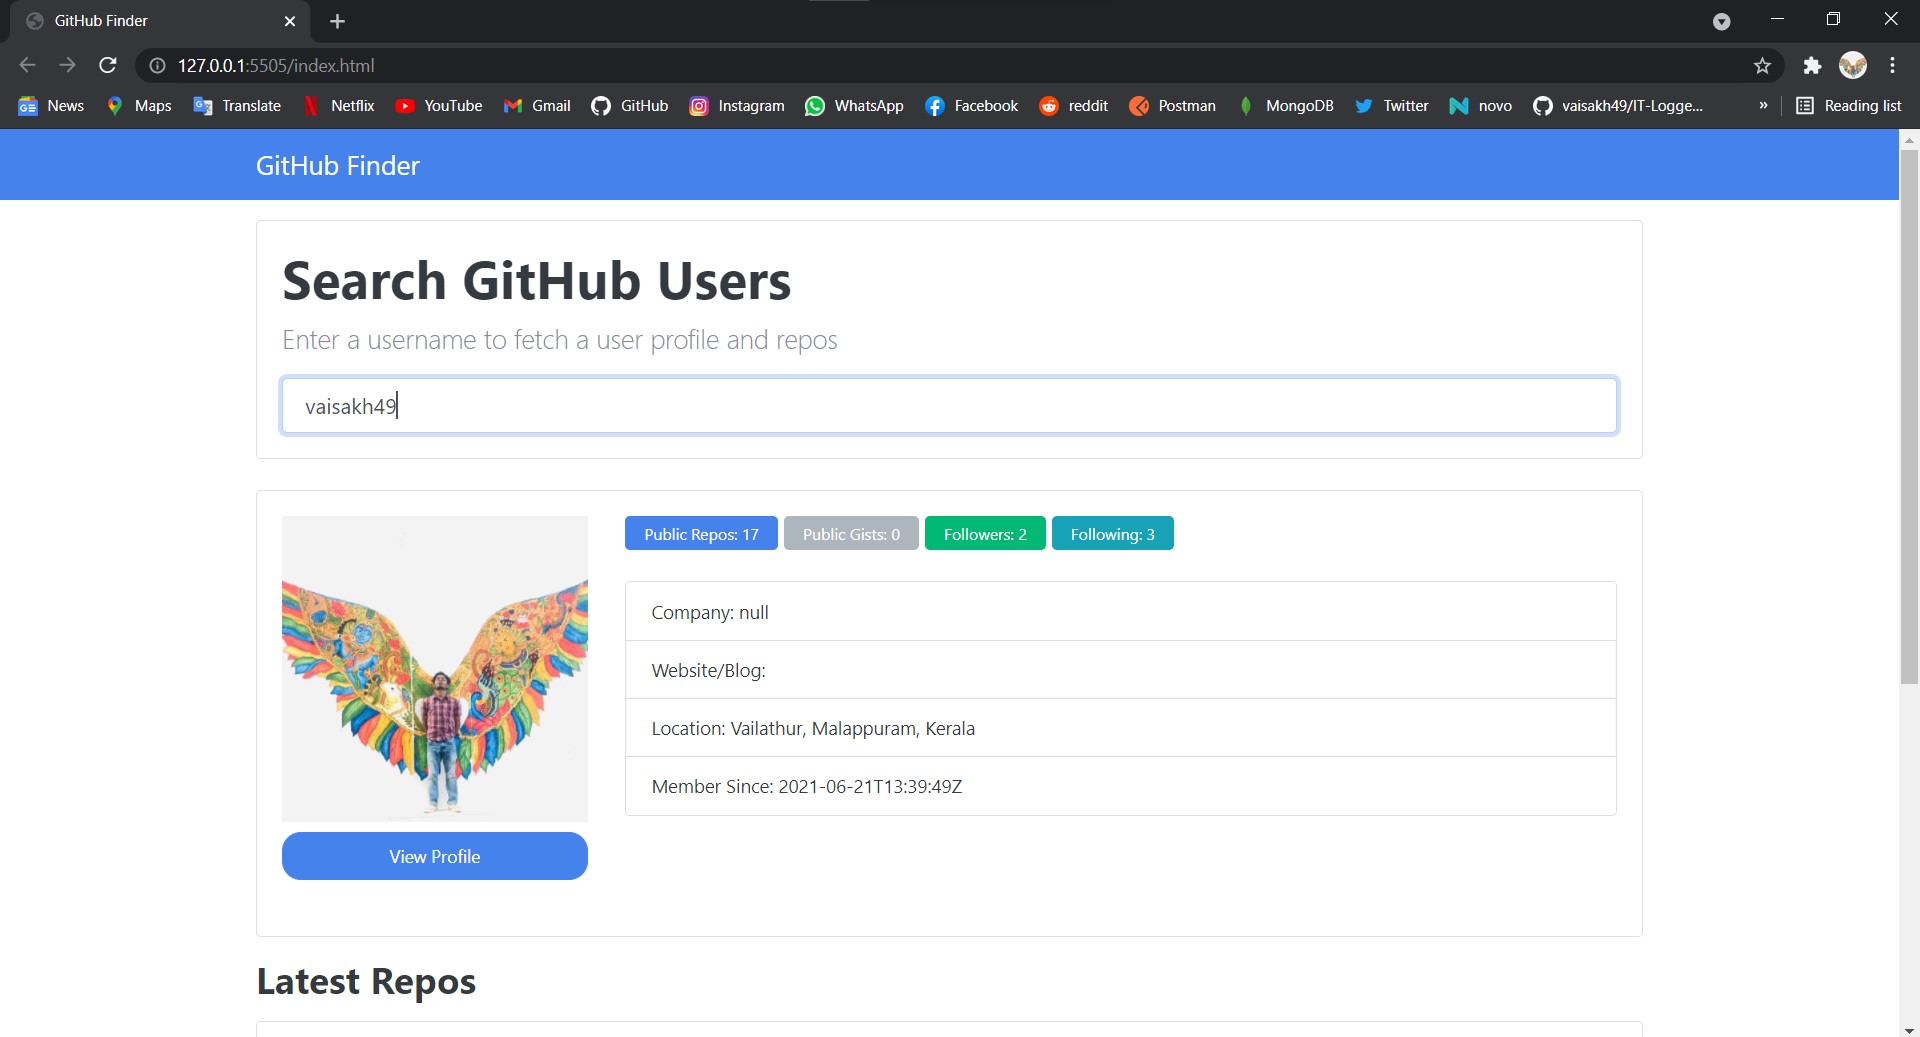 GitHub Finder
127.0.0.1:5505/index.html
News Maps Translate Netflix YouTube Gmail GitHub Instagram WhatsApp Facebook reddit Postman MongoDB Twitter novo vaisakh49/IT-Logge... » Reading list
GitHub Finder
Search GitHub Users
Enter a username to fetch a user profile and repos
vaisakh49
Public Repos: 17 Public Gists: 0 Followers: 2 Following: 3
Company: null
Website/Blog:
Location: Vailathur, Malappuram, Kerala
Member Since: 2021-06-21T13:39:49Z
View Profile
Latest Repos